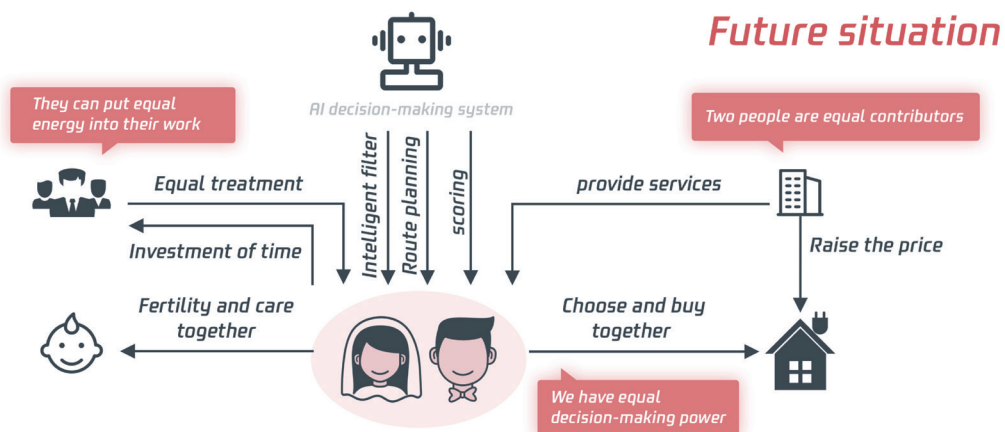 Future situation
They can put equal
energy into their work
AI decision-making system
Two people are equal contributors
Equal treatment
Intelligent filter
Route planning
scoring
provide services
Investment of time
Raise the price
Fertility and care
together
Choose and buy
together
We have equal
decision-making power